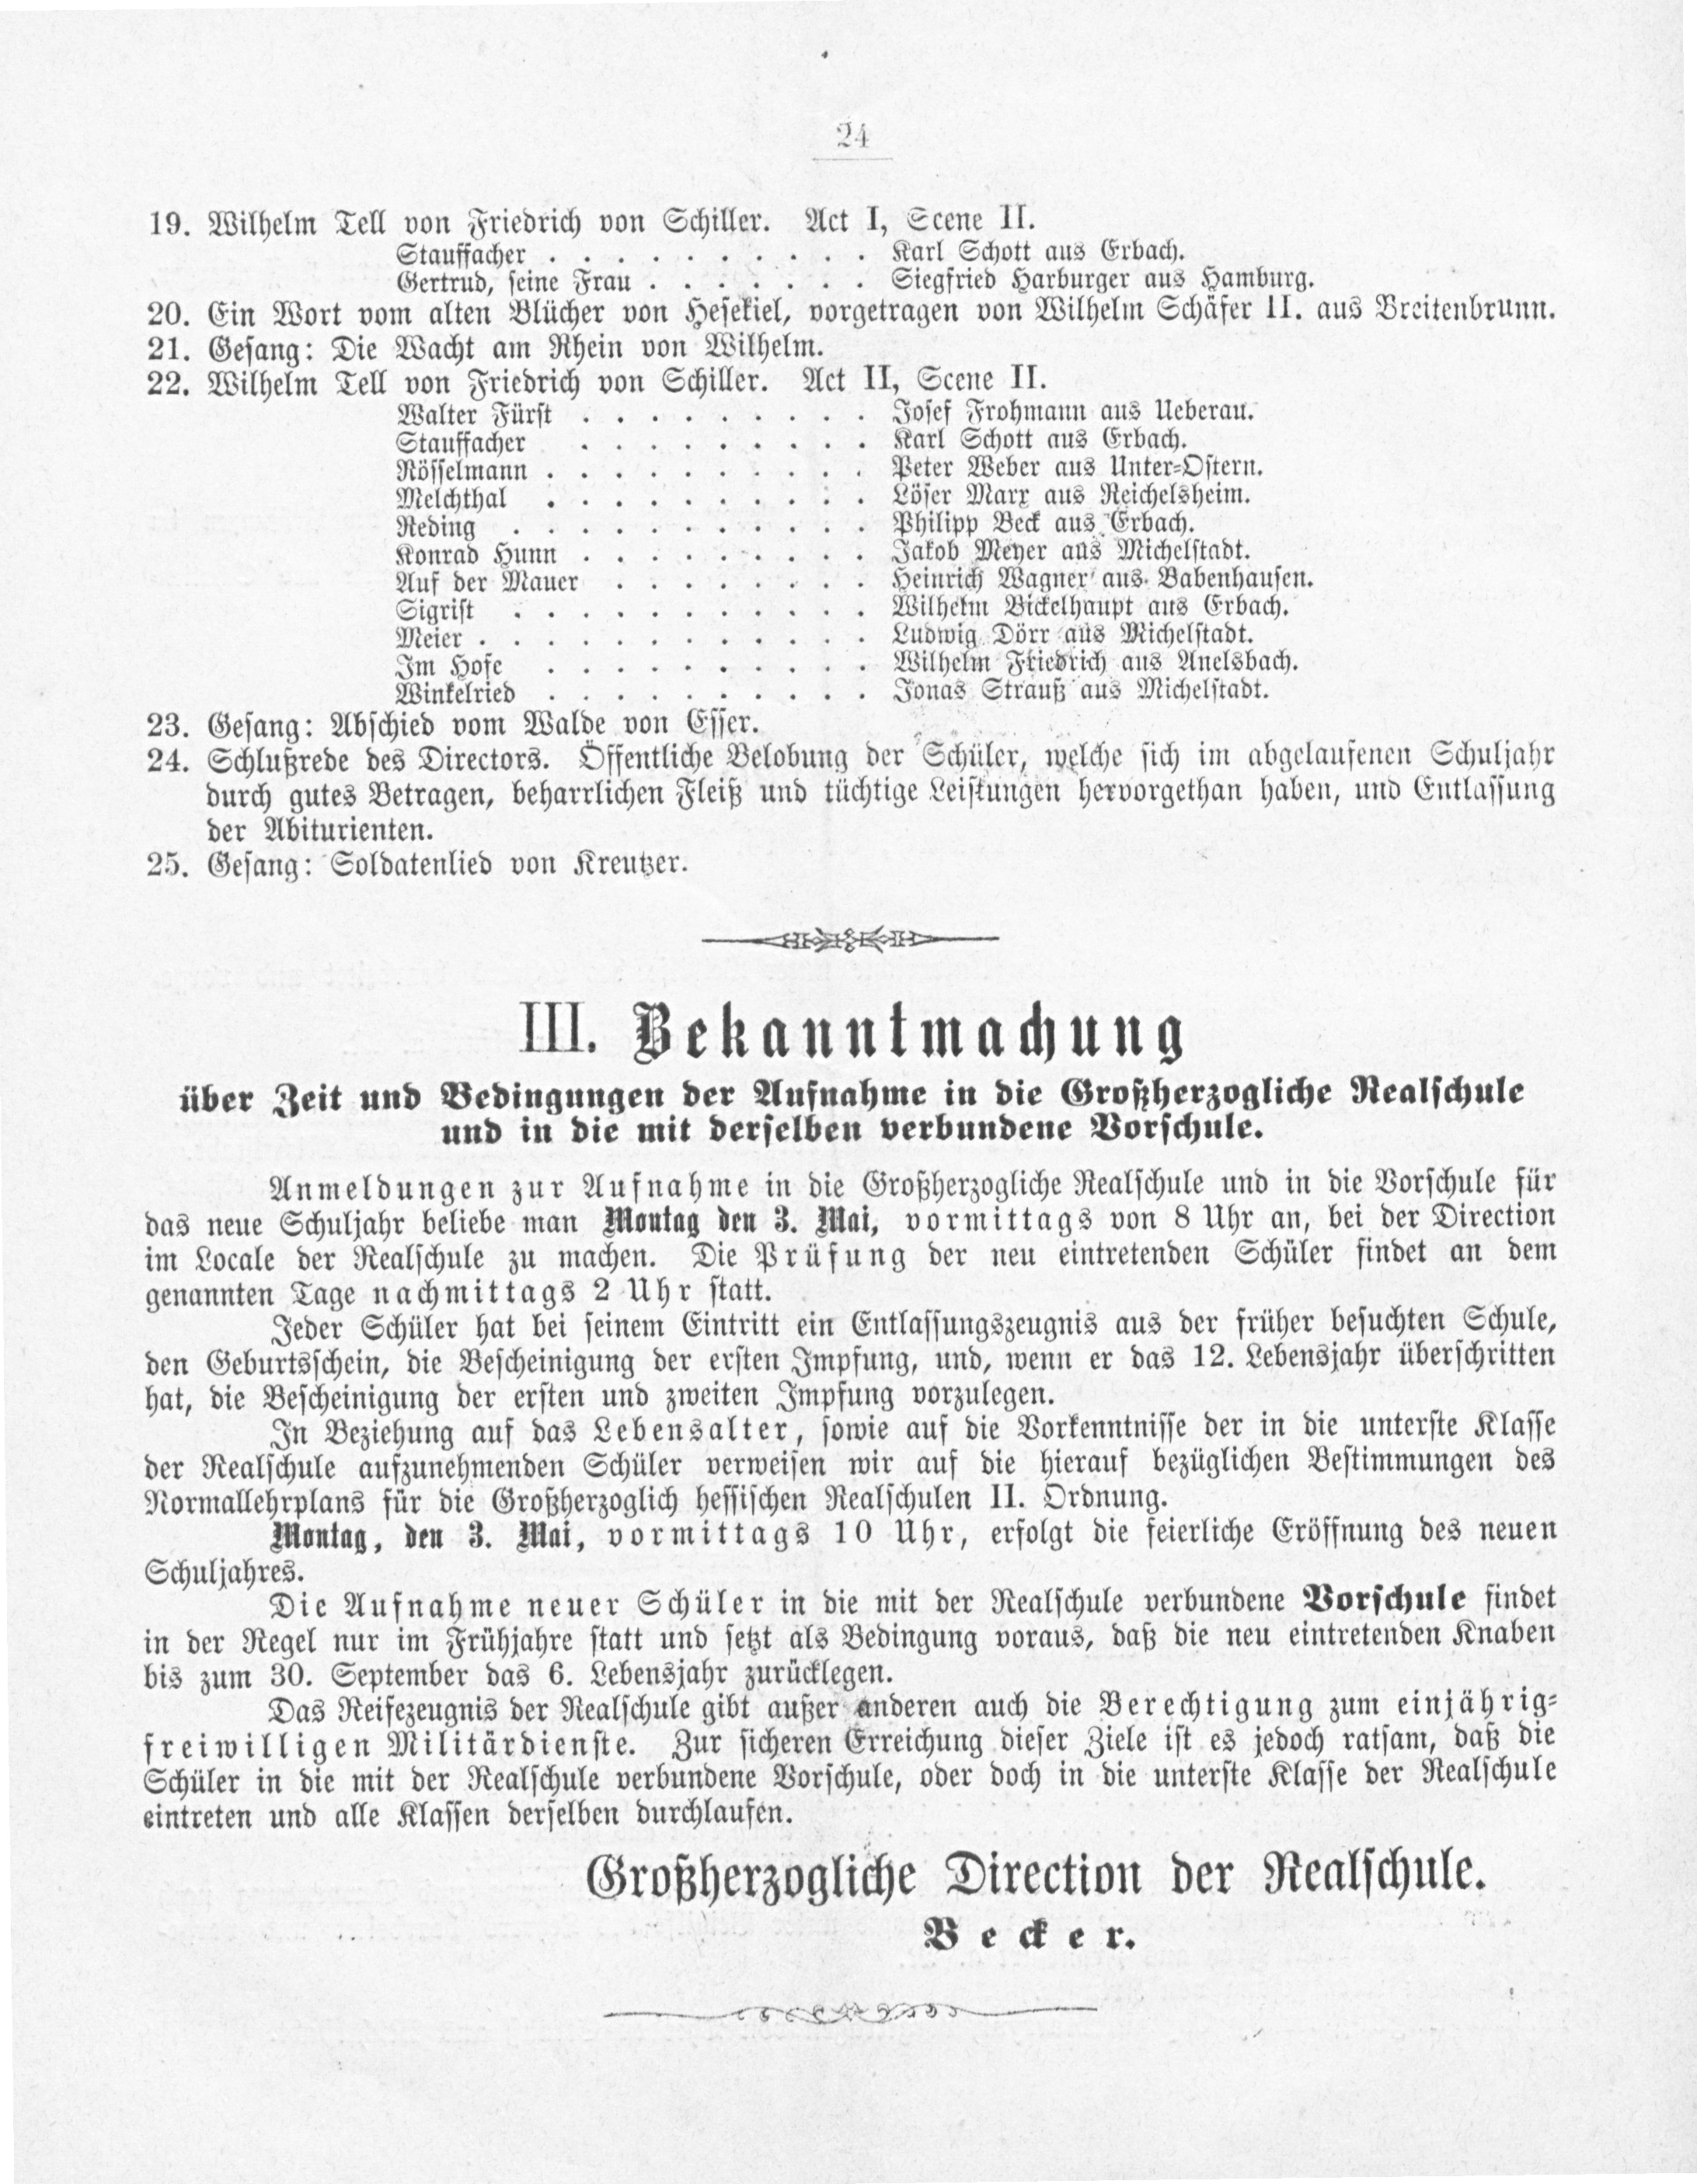 24
19. Wilhelm Tell von Friedrich von Schiller. Act I, Scene II.
Stauffacher . . . . . . . . . . Karl Schott aus Erbach.
Gertrud, seine Frau . . . . . . . Siegfried Harburger aus Hamburg.
20. Ein Wort vom alten Blücher von Hesekiel, vorgetragen von Wilhelm Schäfer II. aus Breitenbrunn.
21. Gesang: Die Wacht am Rhein von Wilhelm.
22. Wilhelm Tell von Friedrich von Schiller. Act II, Scene II.
Walter Fürst . . . . . . . . . Josef Frohmann aus Ueberau.
Stauffacher . . . . . . . . . Karl Schott aus Erbach.
Rösselmann . . . . . . . . . . Peter Weber aus Unter-Ostern.
Melchthal . . . . . . . . . . Löser Marx aus Reichelsheim.
Reding . . . . . . . . . . . Philipp Beck aus Erbach.
Konrad Hunn . . . . . . . . . Jakob Meyer aus Michelstadt.
Auf der Mauer . . . . . . . . Heinrich Wagner aus Babenhausen.
Sigrist . . . . . . . . . . . Wilhelm Bickelhaupt aus Erbach.
Meier . . . . . . . . . . . . Ludwig Dörr aus Michelstadt.
Im Hofe . . . . . . . . . . Wilhelm Friedrich aus Anelsbach.
Winkelried . . . . . . . . . . Jonas Strauß aus Michelstadt.
23. Gesang: Abschied vom Walde von Esser.
24. Schlußrede des Directors. Öffentliche Belobung der Schüler, welche sich im abgelaufenen Schuljahr
durch gutes Betragen, beharrlichen Fleiß und tüchtige Leistungen hervorgethan haben, und Entlassung
der Abiturienten.
25. Gesang: Soldatenlied von Kreutzer.
III. Bekanntmachung
über Zeit und Bedingungen der Aufnahme in die Großherzogliche Realschule
und in die mit derselben verbundene Vorschule.
Anmeldungen zur Aufnahme in die Großherzogliche Realschule und in die Vorschule für
das neue Schuljahr beliebe man Montag den 3. Mai, vormittags von 8 Uhr an, bei der Direction
im Locale der Realschule zu machen. Die Prüfung der neu eintretenden Schüler findet an dem
genannten Tage nachmittags 2 Uhr statt.
Jeder Schüler hat bei seinem Eintritt ein Entlassungszeugnis aus der früher besuchten Schule,
den Geburtsschein, die Bescheinigung der ersten Impfung, und, wenn er das 12. Lebensjahr überschritten
hat, die Bescheinigung der ersten und zweiten Impfung vorzulegen.
In Beziehung auf das Lebensalter, sowie auf die Vorkenntnisse der in die unterste Klasse
der Realschule aufzunehmenden Schüler verweisen wir auf die hierauf bezüglichen Bestimmungen des
Normallehrplans für die Großherzoglich hessischen Realschulen II. Ordnung.
Montag, den 3. Mai, vormittags 10 Uhr, erfolgt die feierliche Eröffnung des neuen
Schuljahres.
Die Aufnahme neuer Schüler in die mit der Realschule verbundene Vorschule findet
in der Regel nur im Frühjahre statt und setzt als Bedingung voraus, daß die neu eintretenden Knaben
bis zum 30. September das 6. Lebensjahr zurücklegen.
Das Reifezeugnis der Realschule gibt außer anderen auch die Berechtigung zum einjährig-
freiwilligen Militärdienste. Zur sicheren Erreichung dieser Ziele ist es jedoch ratsam, daß die
Schüler in die mit der Realschule verbundene Vorschule, oder doch in die unterste Klasse der Realschule
eintreten und alle Klassen derselben durchlaufen.
Großherzogliche Direction der Realschule.
Becker.